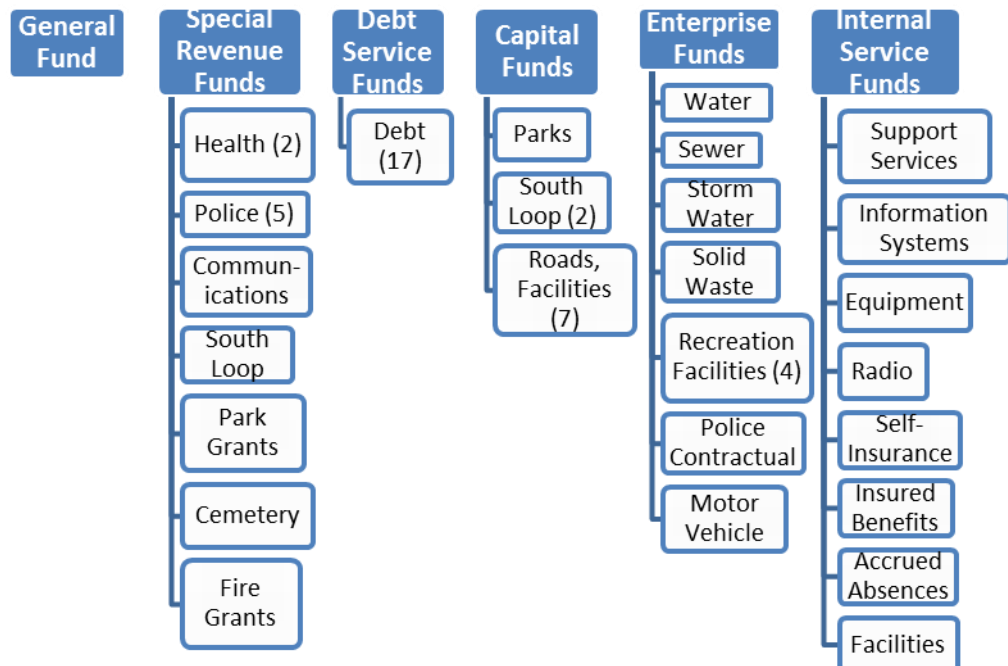 General
Fund
Special
Revenue
Funds
Health (2)
Police (5)
Commun-
ications
South
Loop
Park
Grants
Cemetery
Fire
Grants
Debt
Service
Funds
Debt
(17)
Capital
Funds
Parks
South
Loop (2)
Roads,
Facilities
(7)
Enterprise
Funds
Water
Sewer
Storm
Water
Solid
Waste
Recreation
Facilities (4)
Police
Contractual
Motor
Vehicle
Internal
Service
Funds
Support
Services
Information
Systems
Equipment
Radio
Self-
Insurance
Insured
Benefits
Accrued
Absences
Facilities